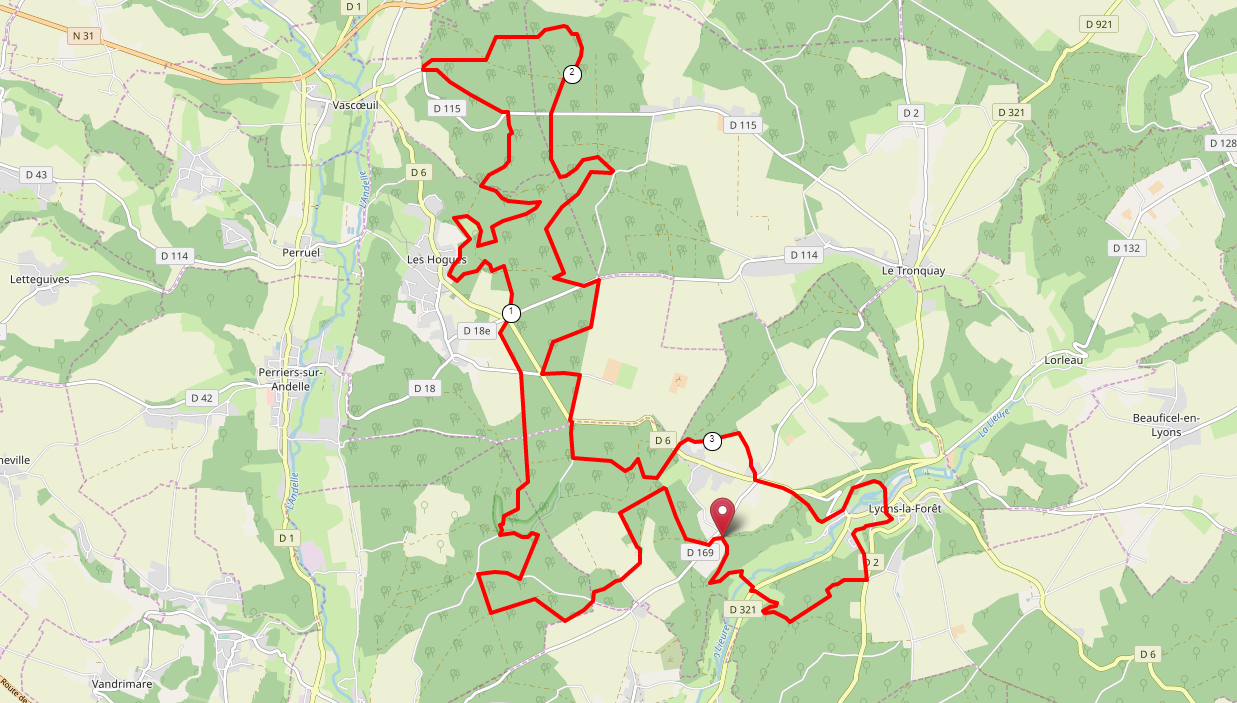 D 1
N 31
D 921
2
Vascœuil
D 115
D 2
D 321
D 115
D 128
D 43
D 6
L'Andelle
Perruel
D 114
Les Hogues
D 114
D 132
Letteguives
Le Tronquay
1
D 18e
Lorleau
Perriers-sur-
Andelle
D 18
D 42
La Lieure
Beauficel-en-
Lyons
D 6
3
L'Andelle
Lyons-la-Forêt
D 1
D 169
D 2
D 321
La Lieure
D 6
Vandrimare
Route de